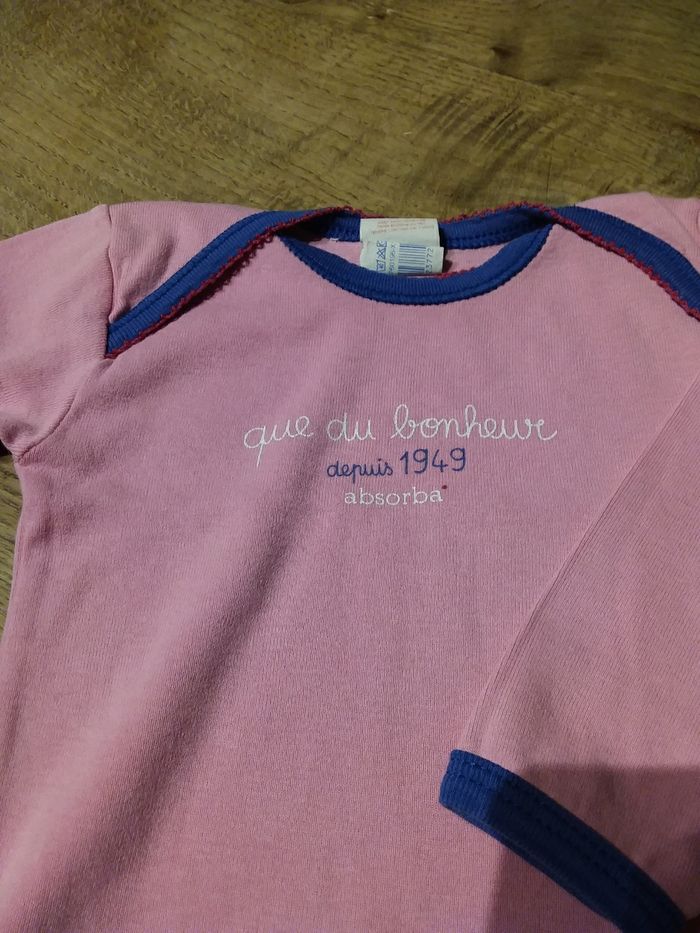 que du bonheur
depuis 1949
absorba